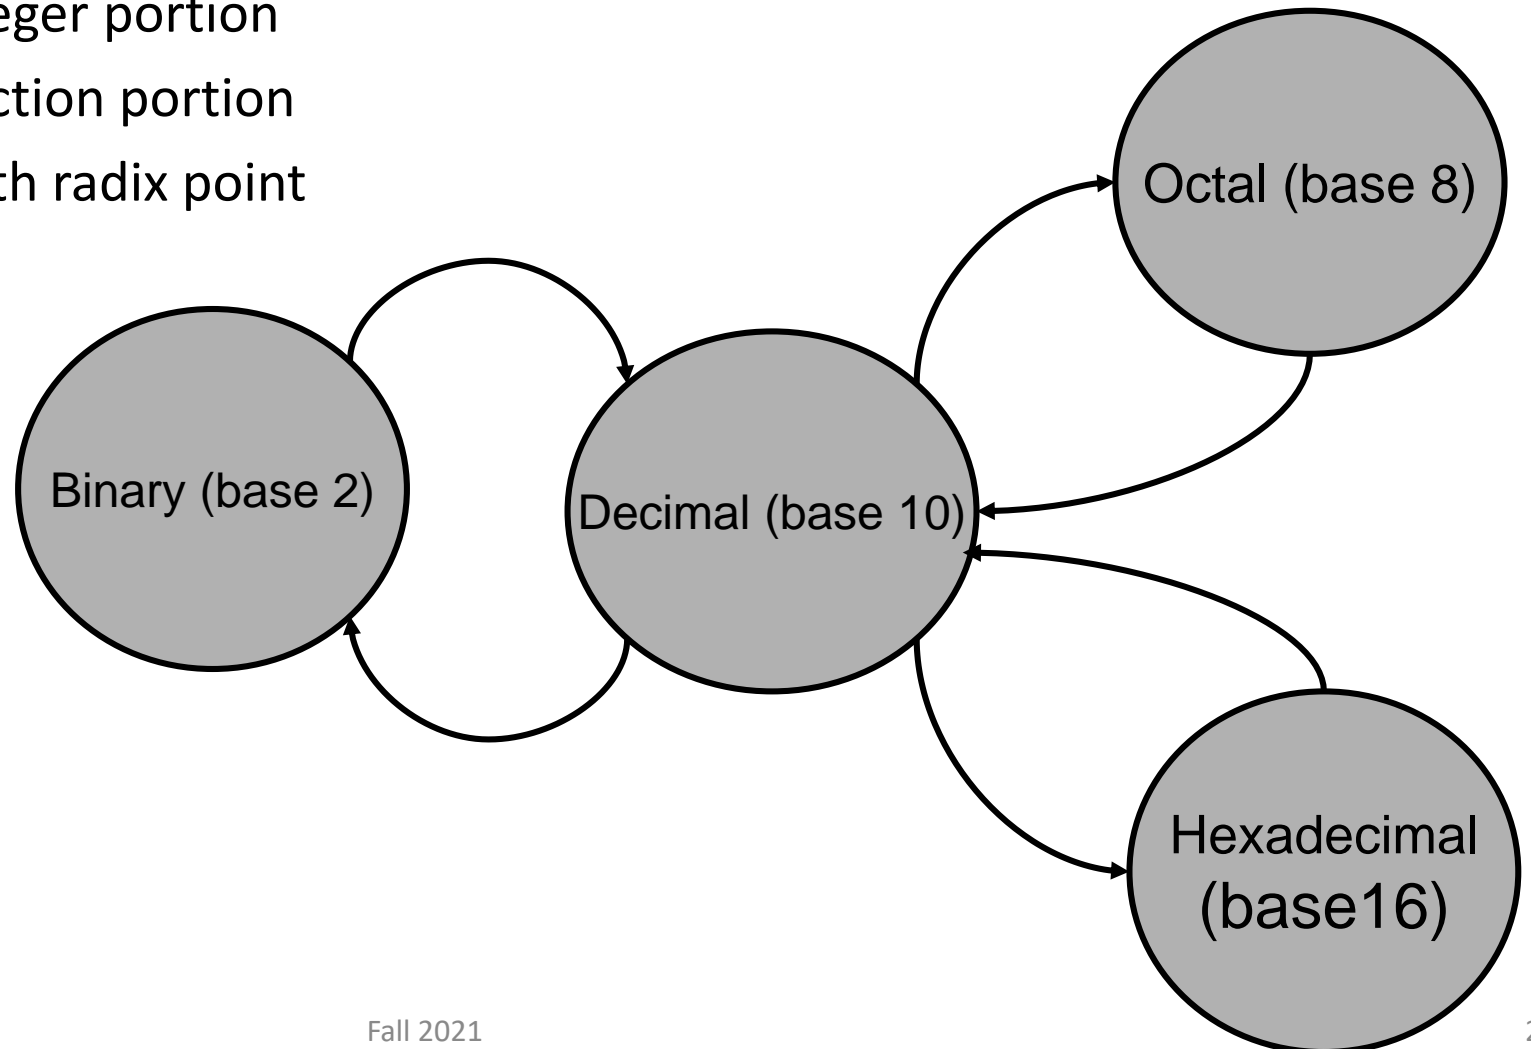 eger portion
ction portion
th radix point
Octal (base 8)
Binary (base 2)
Decimal (base 10)
Hexadecimal
(base16)
Fall 2021